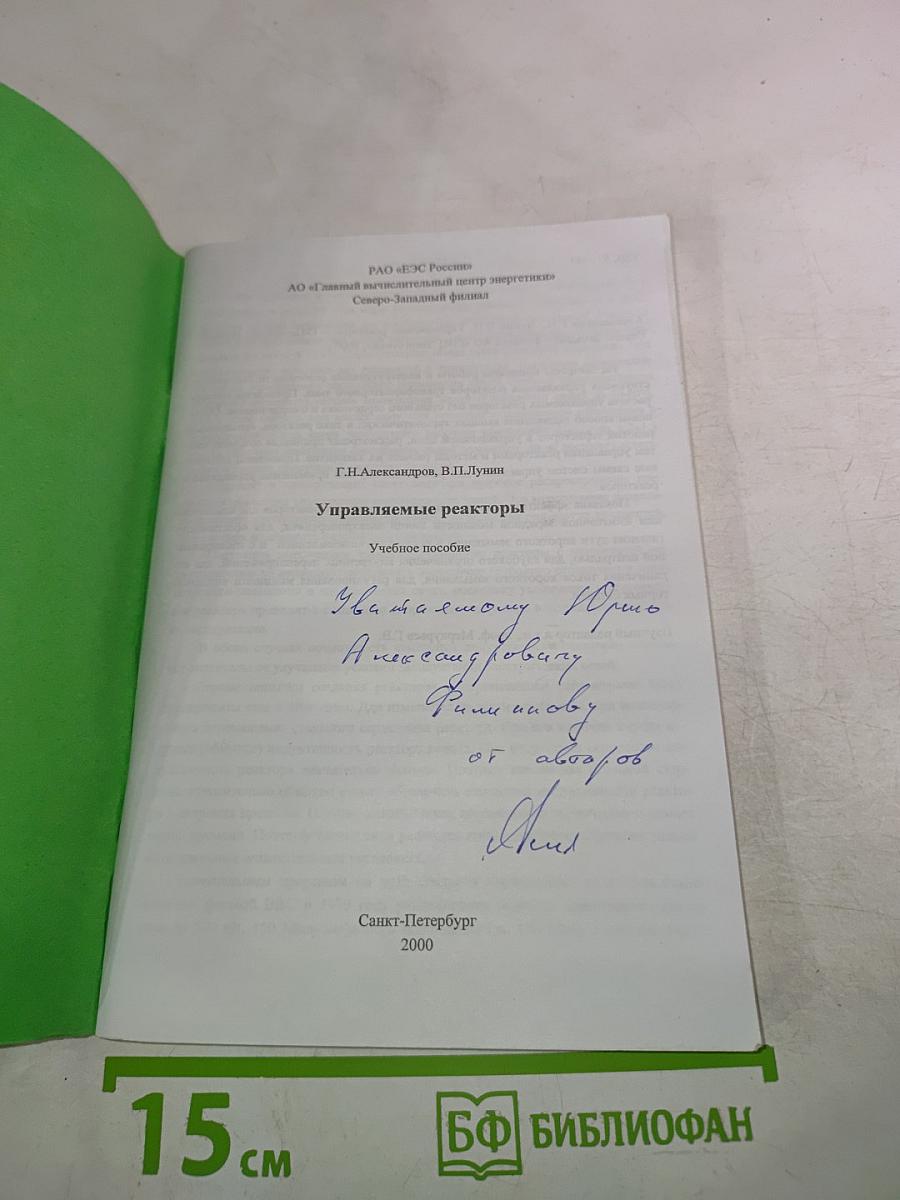 РАО «ЕЭС России»
АО «Главный вычислительный центр энергетики»
Северо-Западный филиал
Г.Н.Александров, В.П.Лунин
Управляемые реакторы
Учебное пособие
Уважаемому Юрию
Александровичу
Филиппову
от авторов
Санкт-Петербург
2000
15 см
БФ БИБЛИОФАН